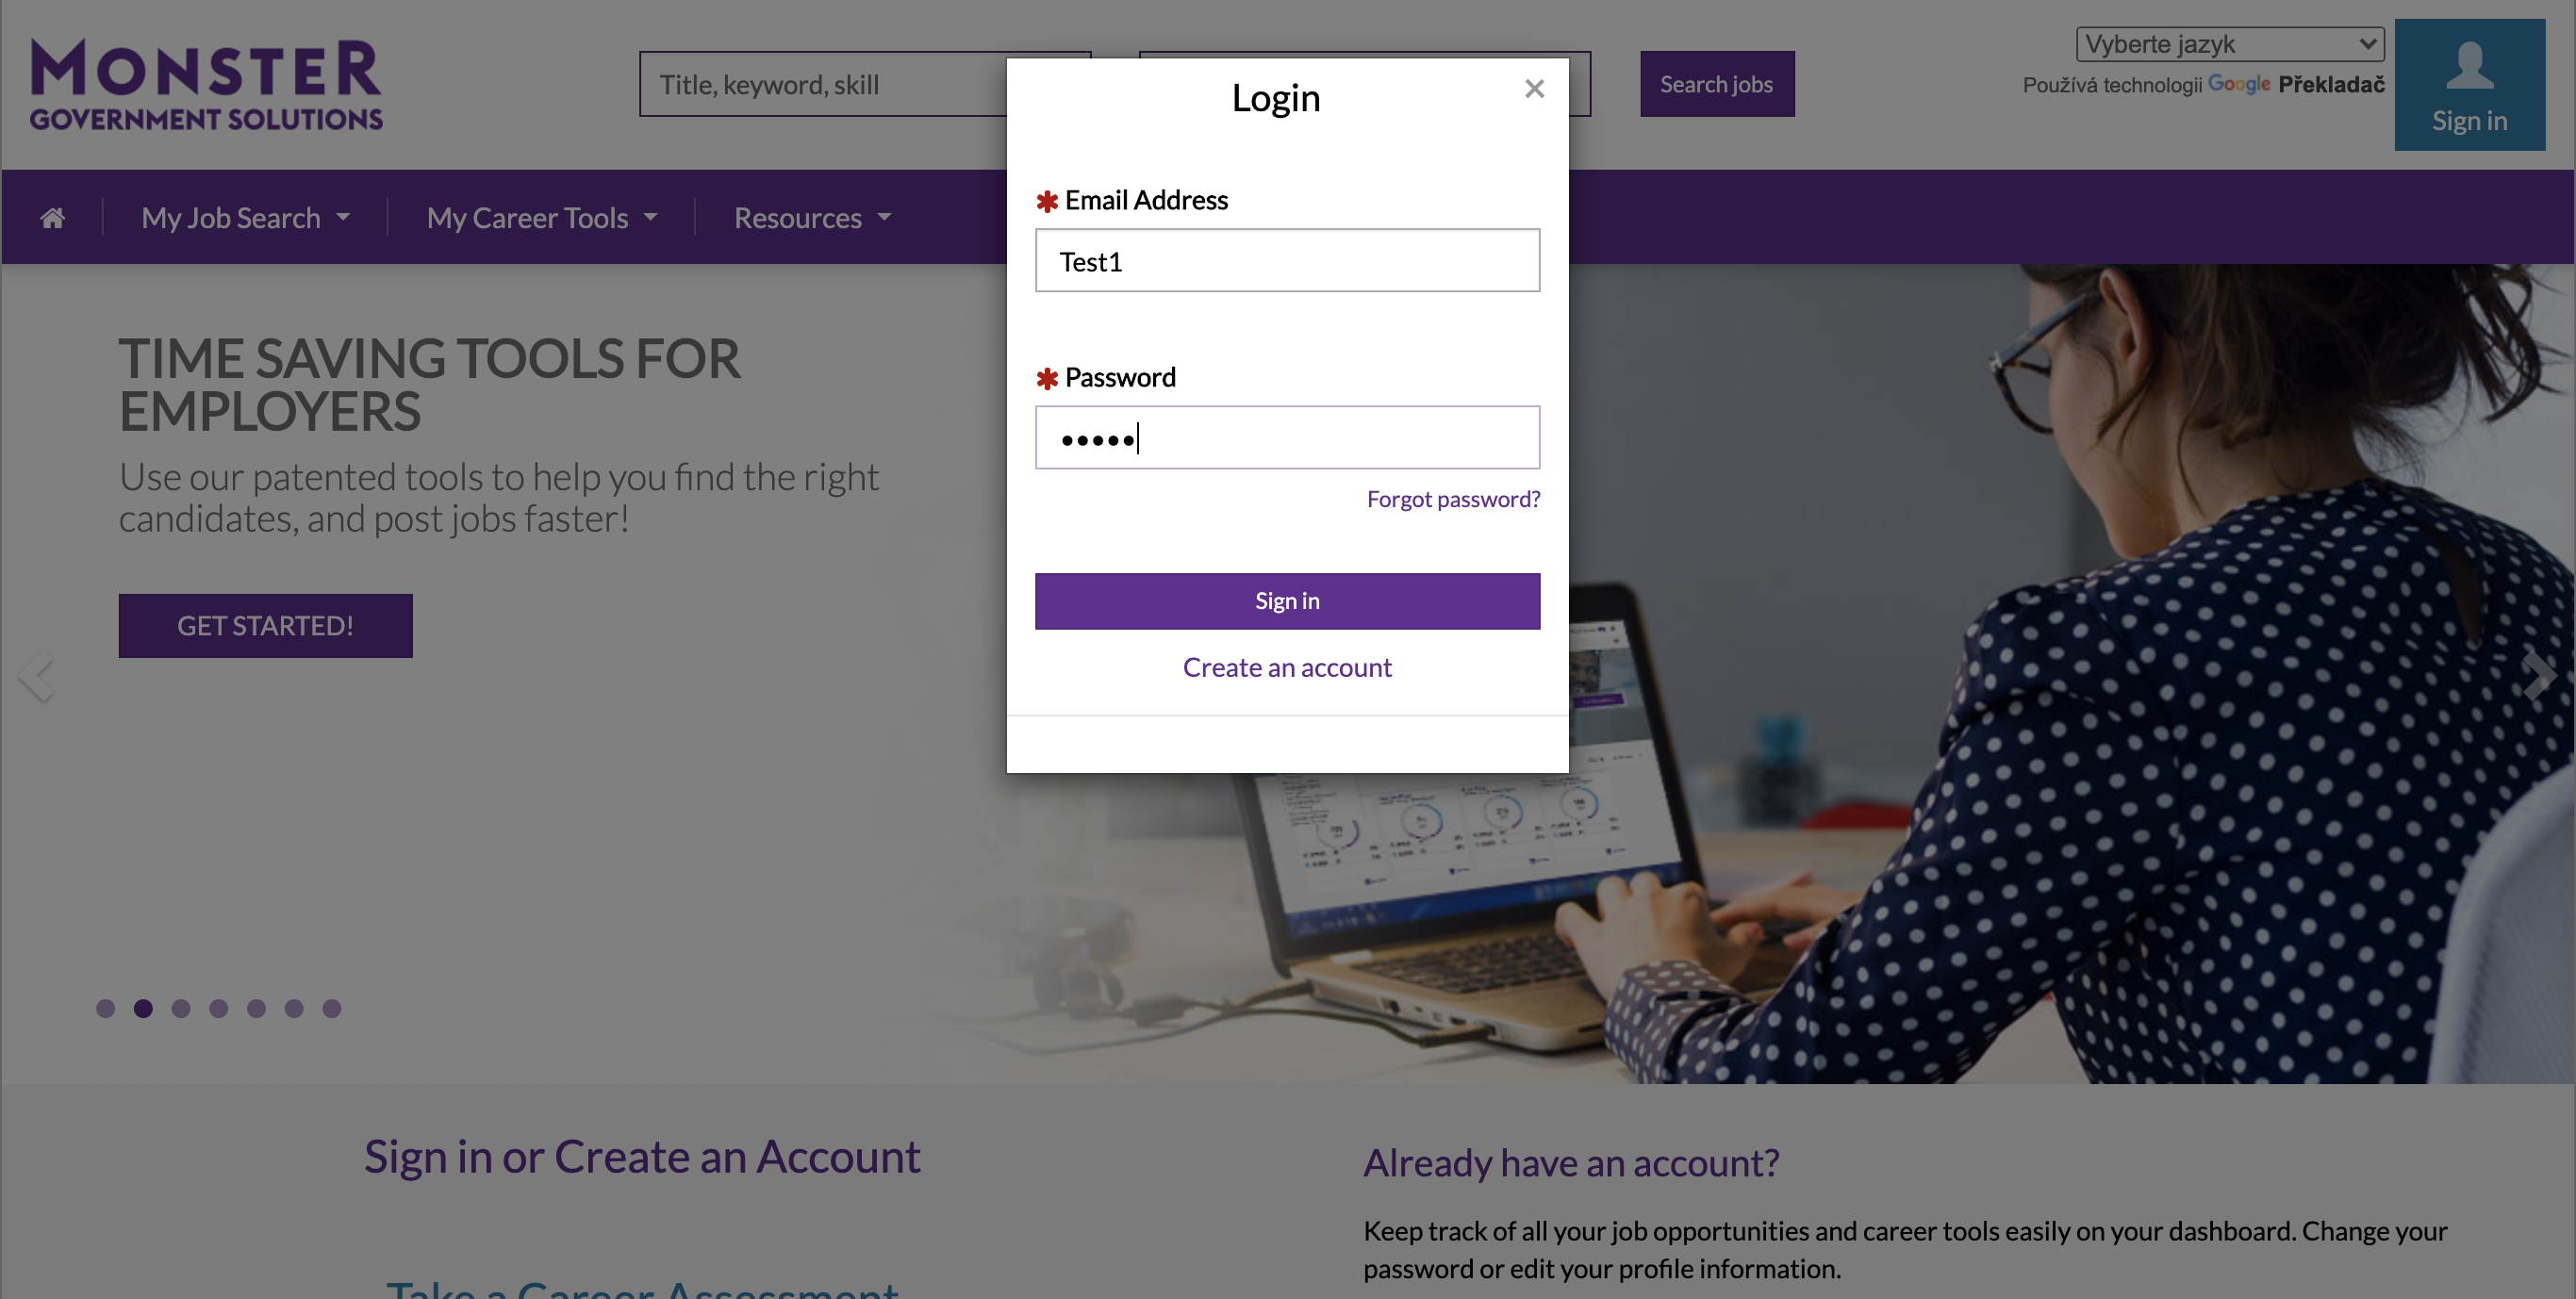 MONSTER
GOVERNMENT SOLUTIONS
Title, keyword, skill
Search jobs
Vyberte jazyk
Používá technologii Google Překladač
Sign in
My Job Search
My Career Tools
Resources
Login
✱ Email Address
Test1
✱ Password
•••••
Forgot password?
Sign in
Create an account
TIME SAVING TOOLS FOR
EMPLOYERS
Use our patented tools to help you find the right
candidates, and post jobs faster!
GET STARTED!
Sign in or Create an Account
Take a Career Assessment
Already have an account?
Keep track of all your job opportunities and career tools easily on your dashboard. Change your
password or edit your profile information.